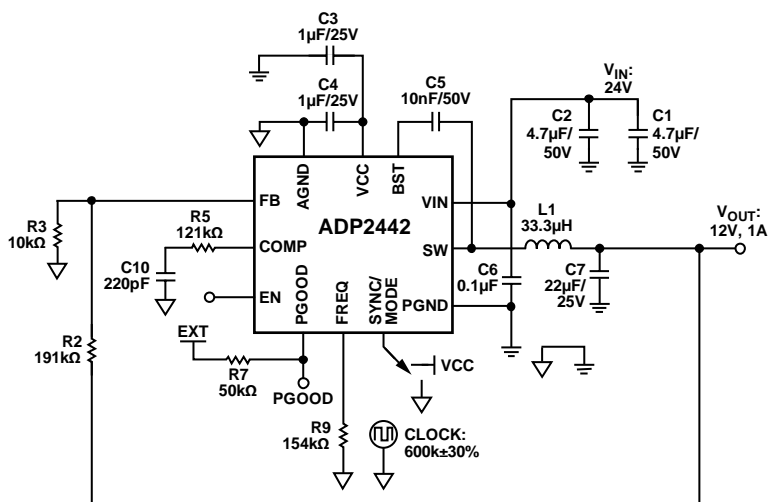 C3
1µF/25V
C4
1µF/25V
C5
10nF/50V
VIN:
24V
C2
4.7µF/
50V
C1
4.7µF/
50V
AGND
VCC
BST
FB
VIN
ADP2442
R3
10kΩ
R5
121kΩ
COMP
SW
L1
33.3µH
VOUT:
12V, 1A
C10
220pF
EN
PGOOD
FREQ
SYNC/
MODE
PGND
C6
0.1µF
C7
22µF/
25V
R2
191kΩ
EXT
R7
50kΩ
PGOOD
VCC
R9
154kΩ
CLOCK:
600k±30%